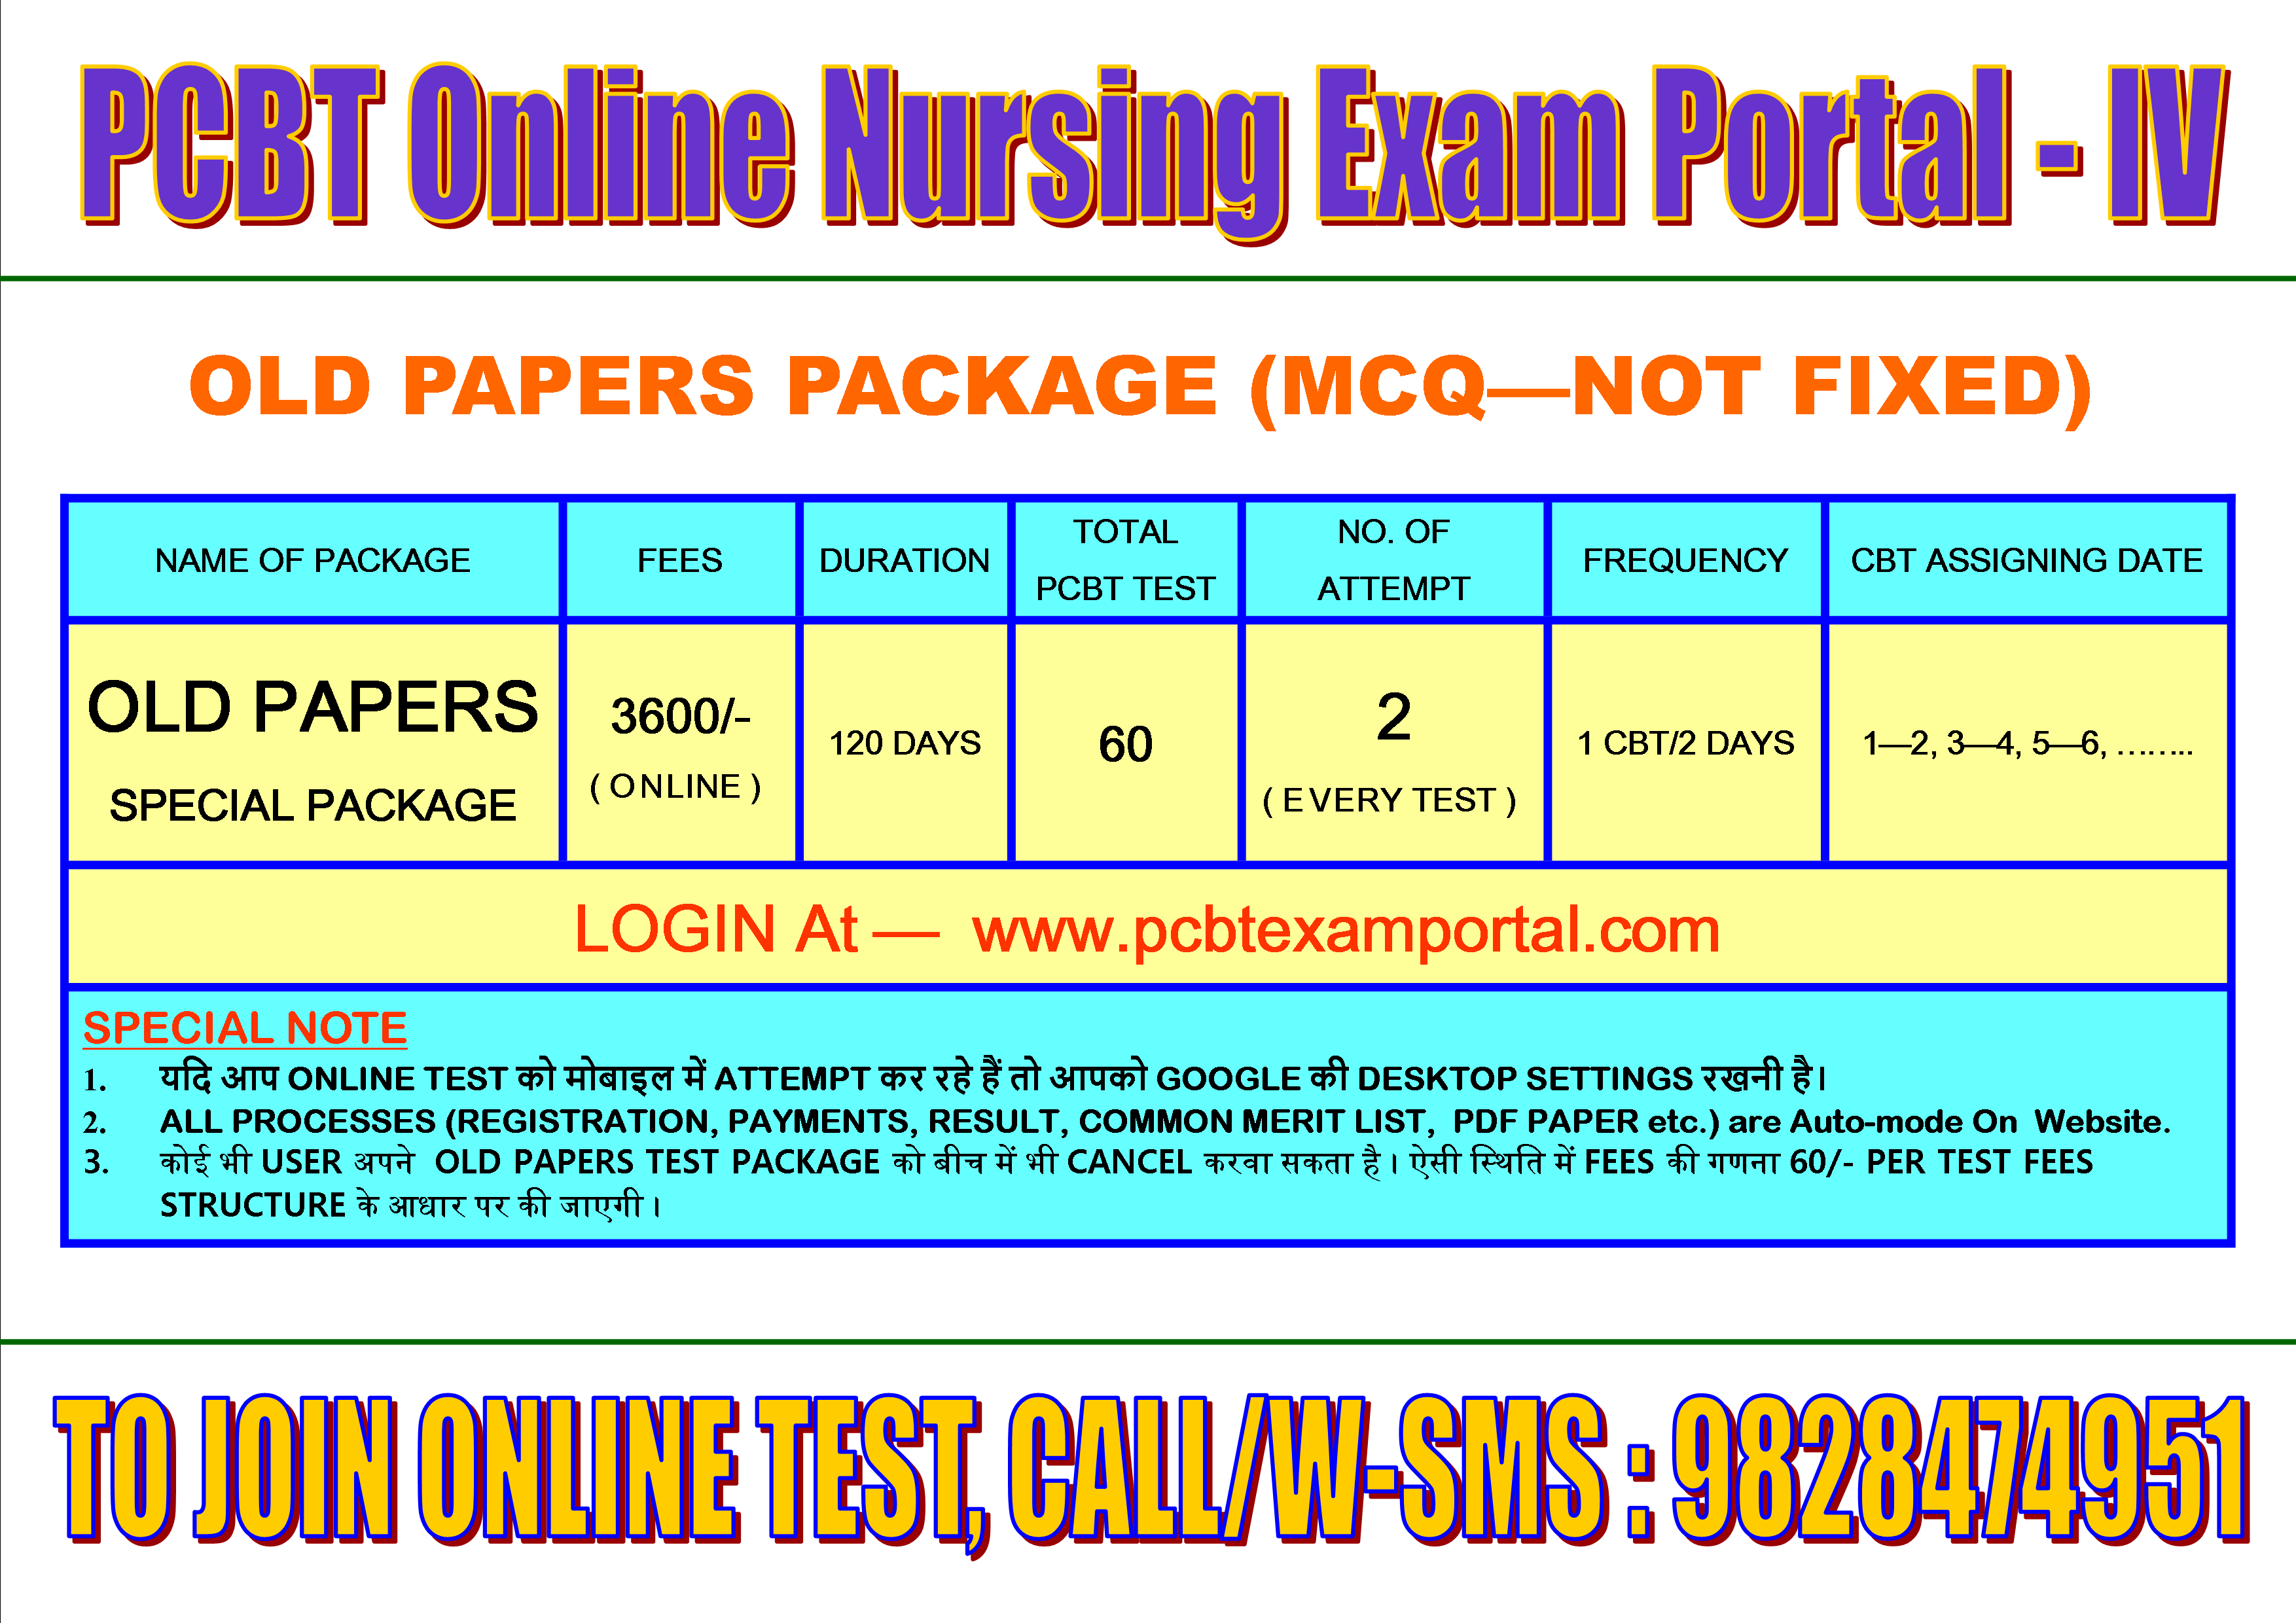 PCBT Online Nursing Exam Portal - IV
OLD PAPERS PACKAGE (MCQ—NOT FIXED)
NAME OF PACKAGE
FEES
DURATION
TOTAL
PCBT TEST
NO. OF
ATTEMPT
FREQUENCY
CBT ASSIGNING DATE
OLD PAPERS
SPECIAL PACKAGE
3600/-
( ONLINE )
120 DAYS
60
2
( EVERY TEST )
1 CBT/2 DAYS
1—2, 3—4, 5—6, ……..
LOGIN At — www.pcbtexamportal.com
SPECIAL NOTE
1. यदि आप ONLINE TEST को मोबाइल में ATTEMPT कर रहे हैं तो आपको GOOGLE की DESKTOP SETTINGS रखनी है।
2. ALL PROCESSES (REGISTRATION, PAYMENTS, RESULT, COMMON MERIT LIST, PDF PAPER etc.) are Auto-mode On Website.
3. कोई भी USER अपने OLD PAPERS TEST PACKAGE को बीच में भी CANCEL करवा सकता है। ऐसी स्थिति में FEES की गणना 60/- PER TEST FEES
STRUCTURE के आधार पर की जाएगी।
TO JOIN ONLINE TEST, CALL/W-SMS : 9828474951